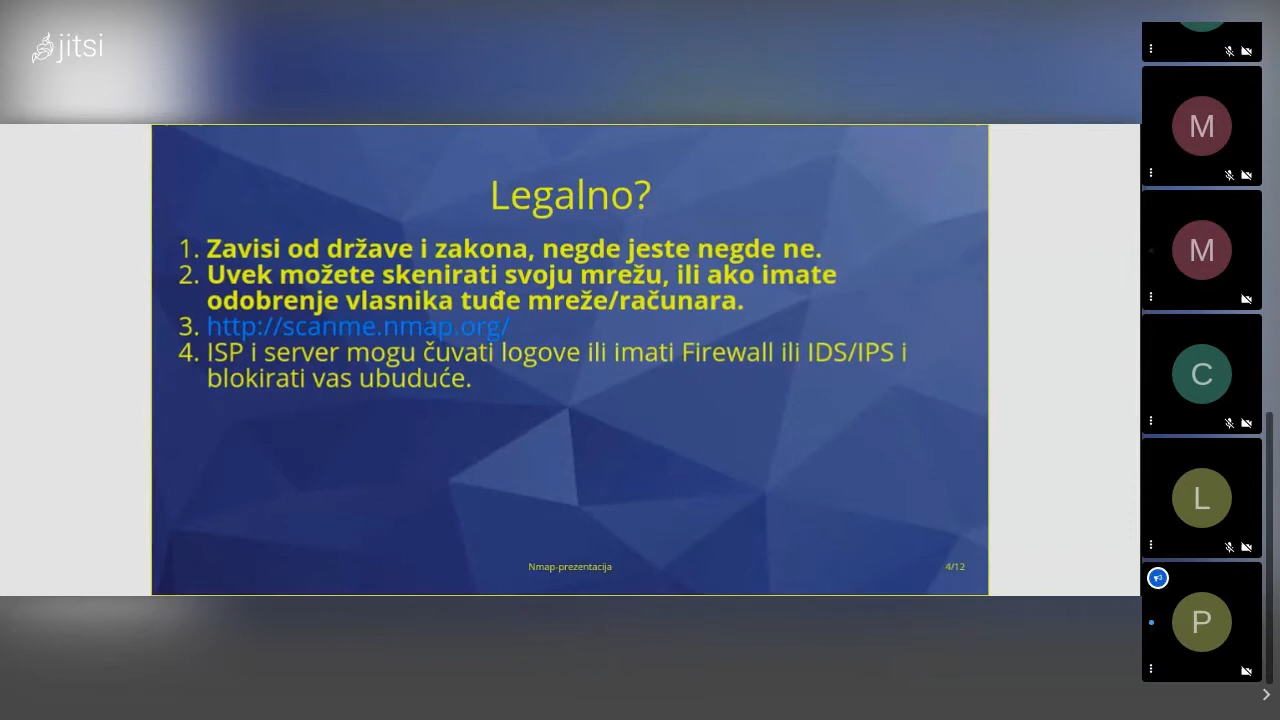 jitsi
Legalno?
1. Zavisi od države i zakona, negde jeste negde ne.
2. Uvek možete skenirati svoju mrežu, ili ako imate
odobrenje vlasnika tuđe mreže/računara.
3. http://scanme.nmap.org/
4. ISP i server mogu čuvati logove ili imati Firewall ili IDS/IPS i
blokirati vas ubuduće.
Nmap-prezentacija
4/12
M
M
C
L
P